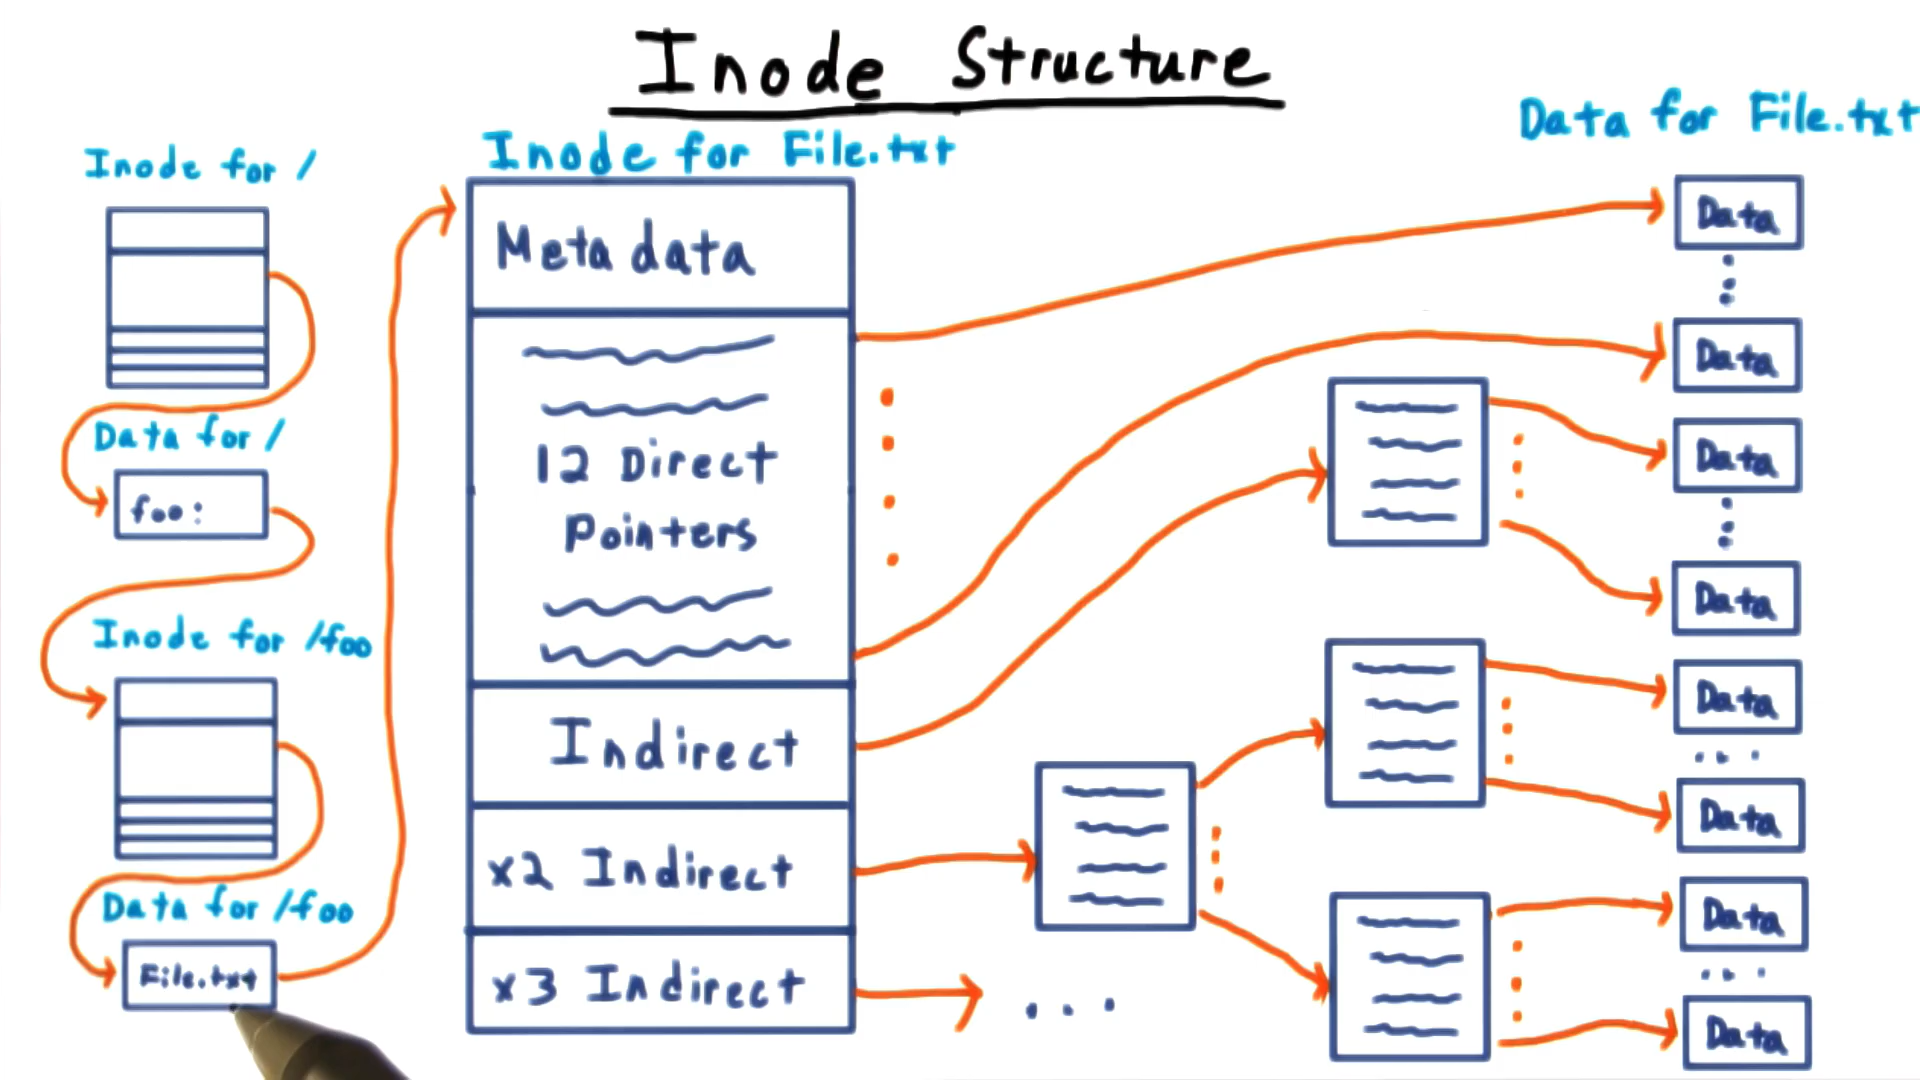 Inode Structure
Inode for /
Data for /
foo:
Inode for /foo
Data for /foo
File.txt
Inode for File.txt
Metadata
12 Direct
Pointers
Indirect
x2 Indirect
x3 Indirect
Data for File.txt
Data
Data
Data
Data
Data
Data
Data
Data